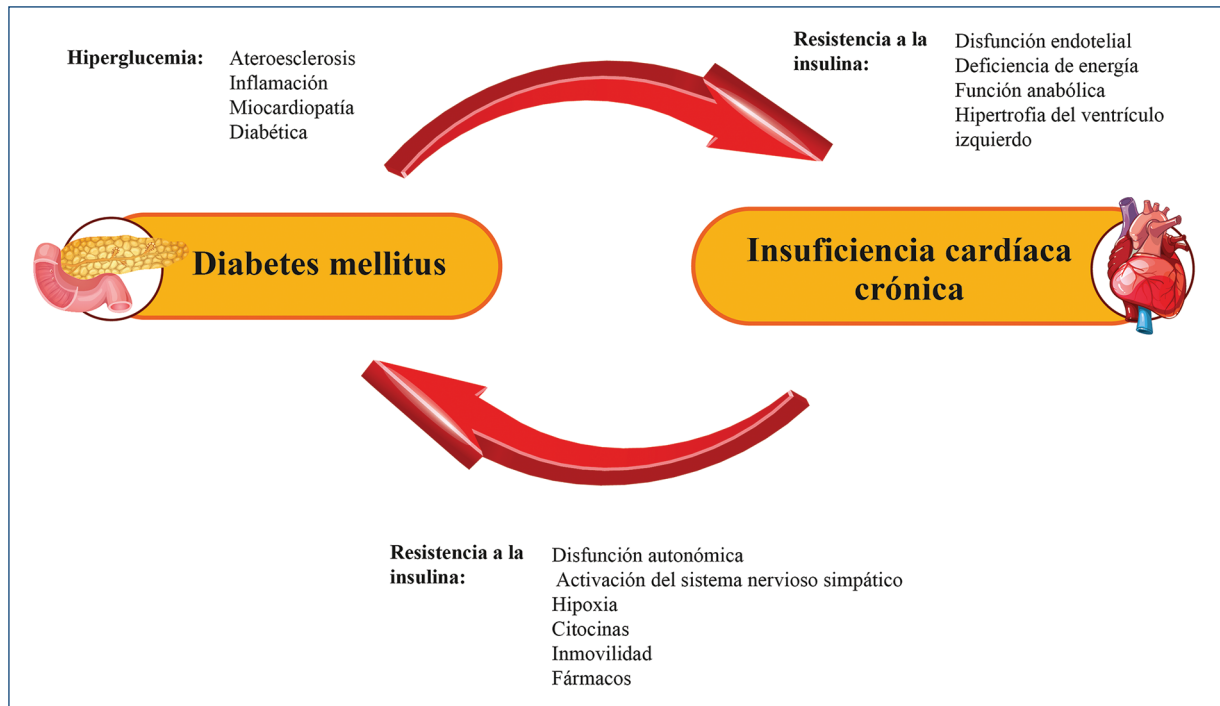 Hiperglucemia:
Ateroesclerosis
Inflamación
Miocardiopatía
Diabética
Resistencia a la
insulina:
Disfunción endotelial
Deficiencia de energía
Función anabólica
Hipertrofia del ventrículo
izquierdo
Diabetes mellitus
Insuficiencia cardíaca
crónica
Resistencia a la
insulina:
Disfunción autonómica
Activación del sistema nervioso simpático
Hipoxia
Citocinas
Inmovilidad
Fármacos